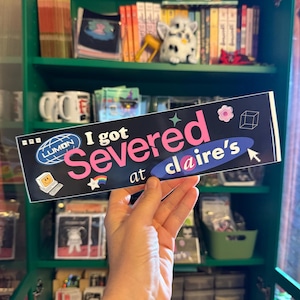 LUMON
I got
Severed
at claire's